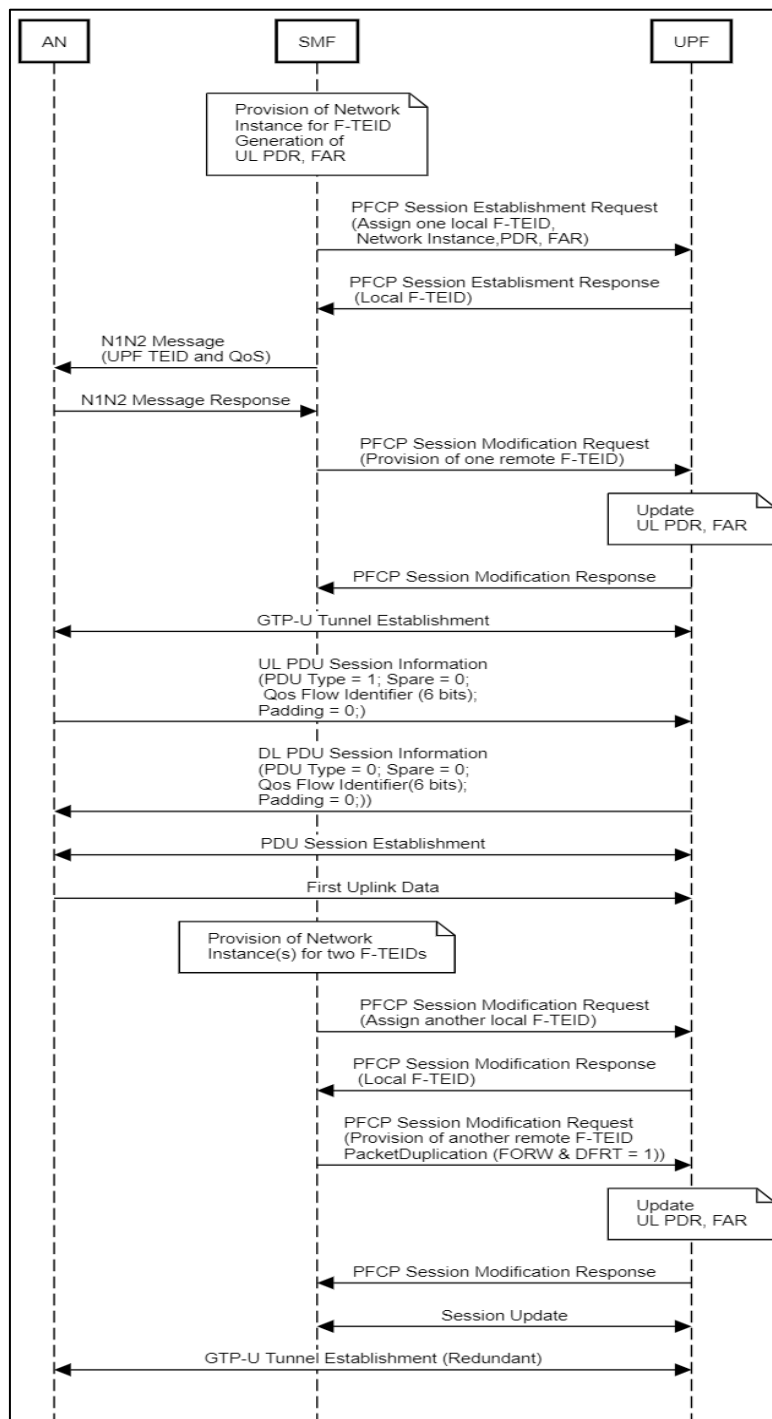 AN
SMF
UPF
Provision of Network
Instance for F-TEID
Generation of
UL PDR, FAR
PFCP Session Establishment Request
(Assign one local F-TEID,
Network Instance,PDR, FAR)
PFCP Session Establisment Response
(Local F-TEID)
N1N2 Message
(UPF TEID and QoS)
N1N2 Message Response
PFCP Session Modification Request
(Provision of one remote F-TEID)
Update
UL PDR, FAR
PFCP Session Modification Response
GTP-U Tunnel Establishment
UL PDU Session Information
(PDU Type = 1; Spare = 0;
Qos Flow Identifier (6 bits);
Padding = 0;)
DL PDU Session Information
(PDU Type = 0; Spare = 0;
Qos Flow Identifier(6 bits);
Padding = 0;))
PDU Session Establishment
First Uplink Data
Provision of Network
Instance(s) for two F-TEIDs
PFCP Session Modification Request
(Assign another local F-TEID)
PFCP Session Modification Response
(Local F-TEID)
PFCP Session Modification Request
(Provision of another remote F-TEID
PacketDuplication (FORW & DFRT = 1))
Update
UL PDR, FAR
PFCP Session Modification Response
Session Update
GTP-U Tunnel Establishment (Redundant)